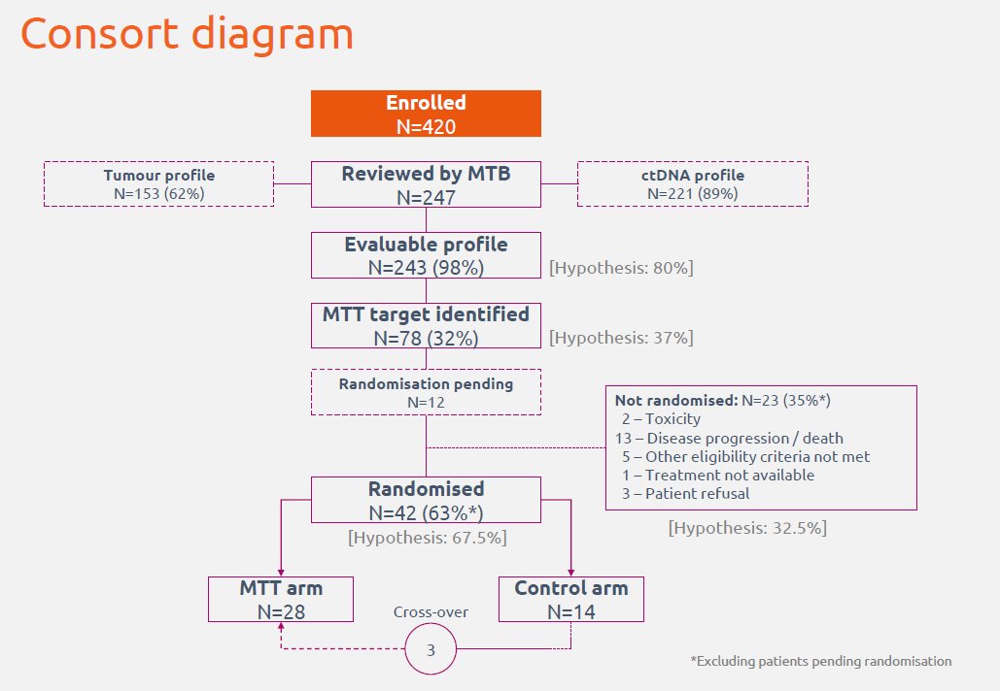 Consort diagram
Enrolled
N=420
Tumour profile
N=153 (62%)
Reviewed by MTB
N=247
ctDNA profile
N=221 (89%)
Evaluable profile
N=243 (98%)
[Hypothesis: 80%]
MTT target identified
N=78 (32%)
[Hypothesis: 37%]
Randomisation pending
N=12
Not randomised: N=23 (35%*)
2 – Toxicity
13 – Disease progression / death
5 – Other eligibility criteria not met
1 – Treatment not available
3 – Patient refusal
[Hypothesis: 32.5%]
Randomised
N=42 (63%*)
[Hypothesis: 67.5%]
MTT arm
N=28
Control arm
N=14
Cross-over
3
*Excluding patients pending randomisation